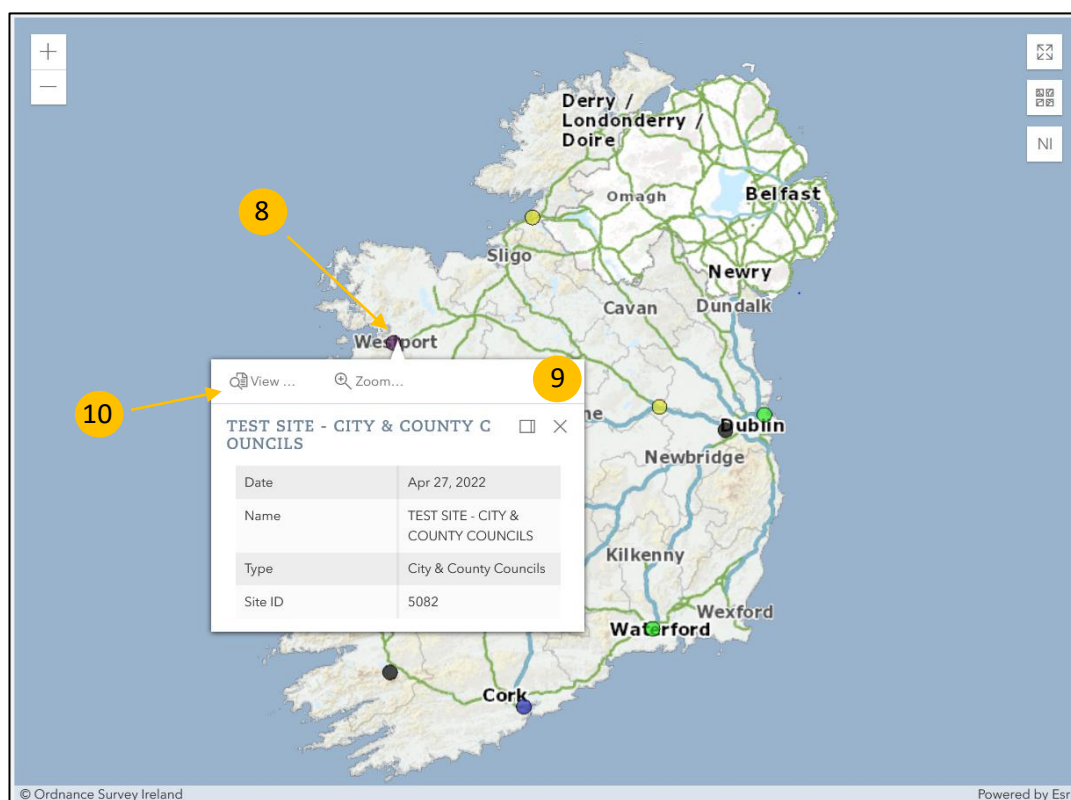 +
−
NI
Derry /
Londonderry /
Doire
Omagh
Belfast
8
Sligo
Newry
Cavan
Dundalk
Westport
View ...
Zoom...
9
10
ne
Dublin
TEST SITE - CITY & COUNTY C
OUNCILS
Newbridge
Date
Apr 27, 2022
Name
TEST SITE - CITY &
COUNTY COUNCILS
Type
City & County Councils
Site ID
5082
Kilkenny
Wexford
Waterford
Cork
© Ordnance Survey Ireland
Powered by Esr